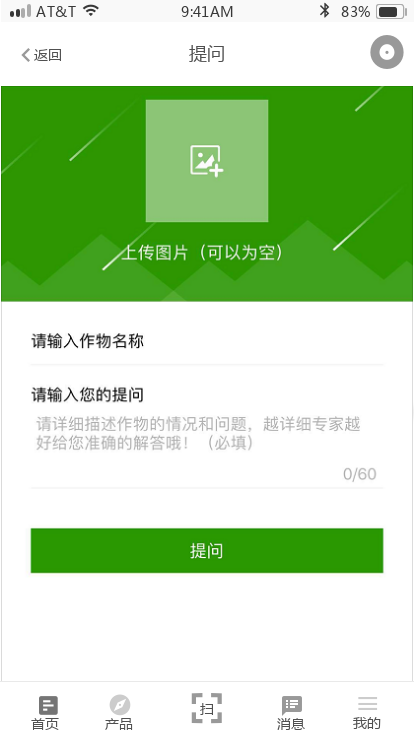 AT&T 9:41AM 83%
返回 提问
上传图片（可以为空）
请输入作物名称
请输入您的提问
请详细描述作物的情况和问题，越详细专家越
好给您准确的解答哦！（必填）
0/60
提问
首页 产品 扫 消息 我的